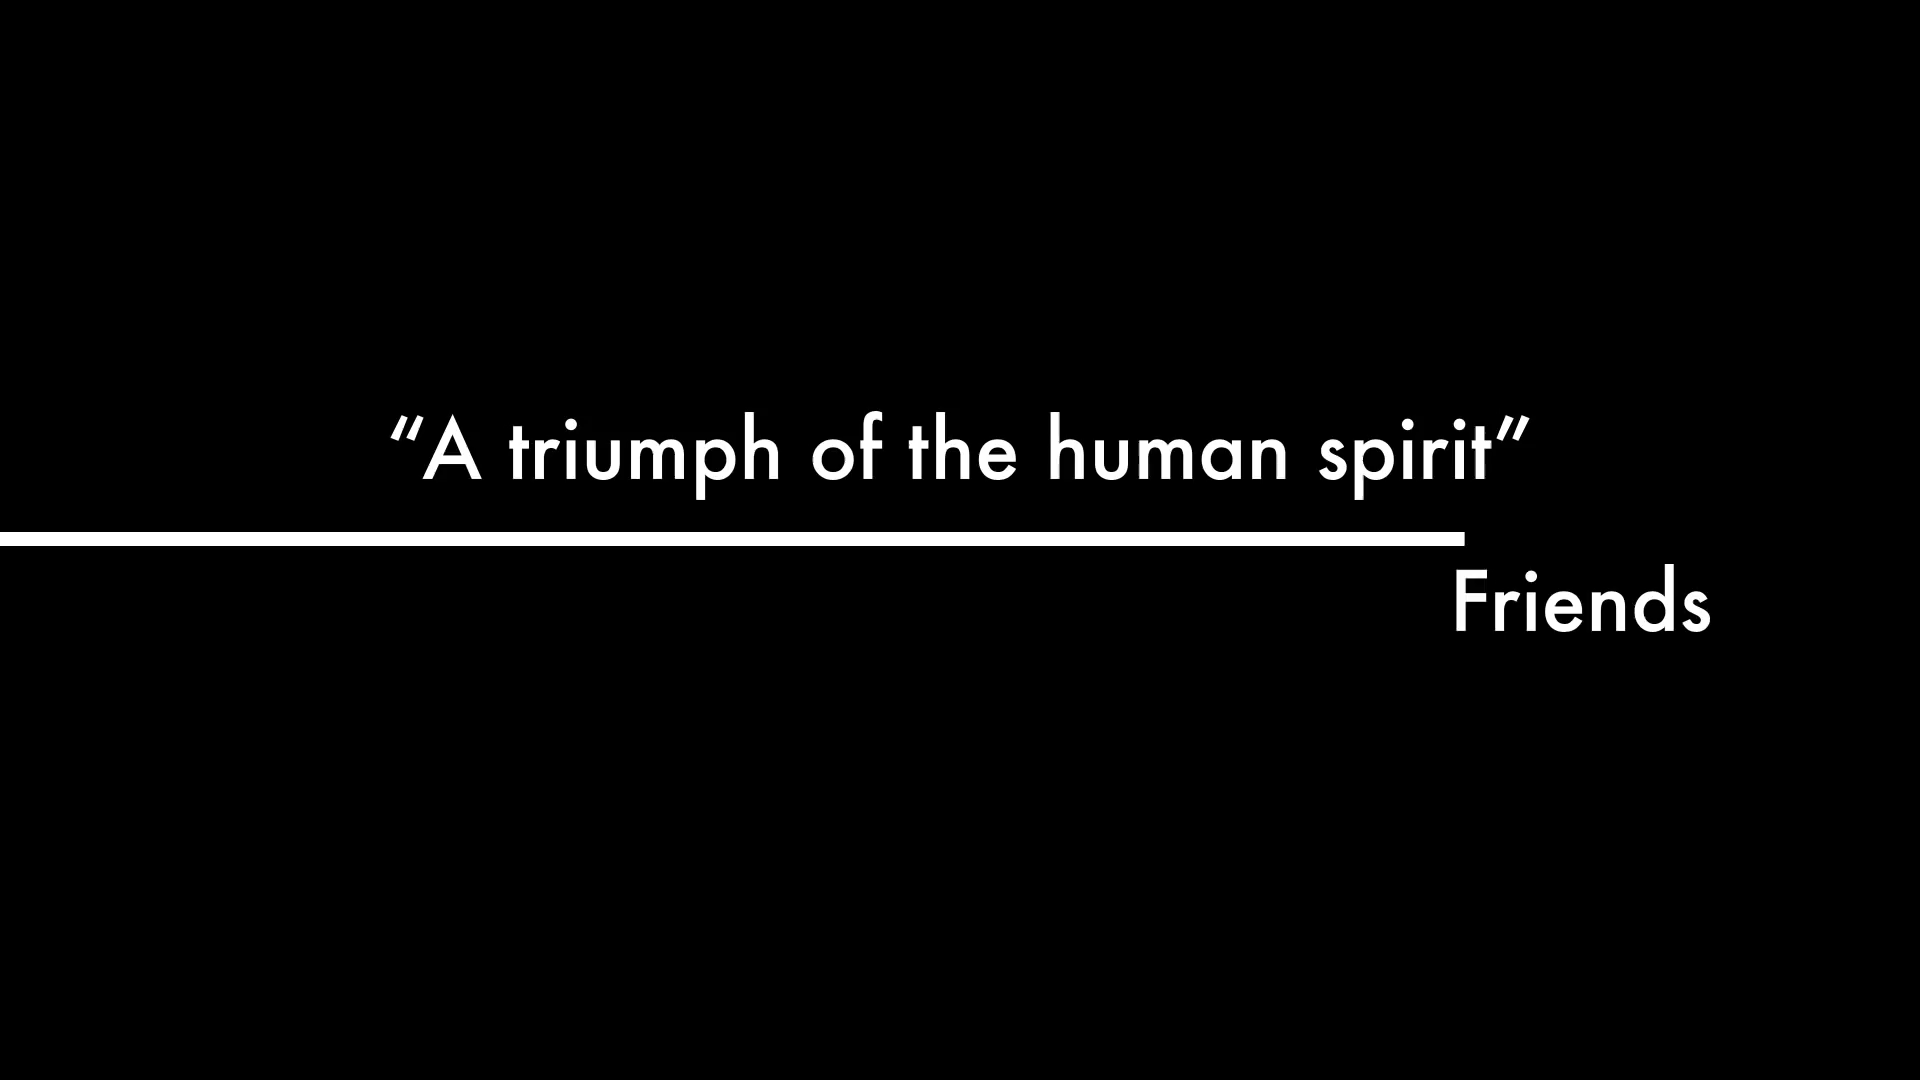 “A triumph of the human spirit”
Friends